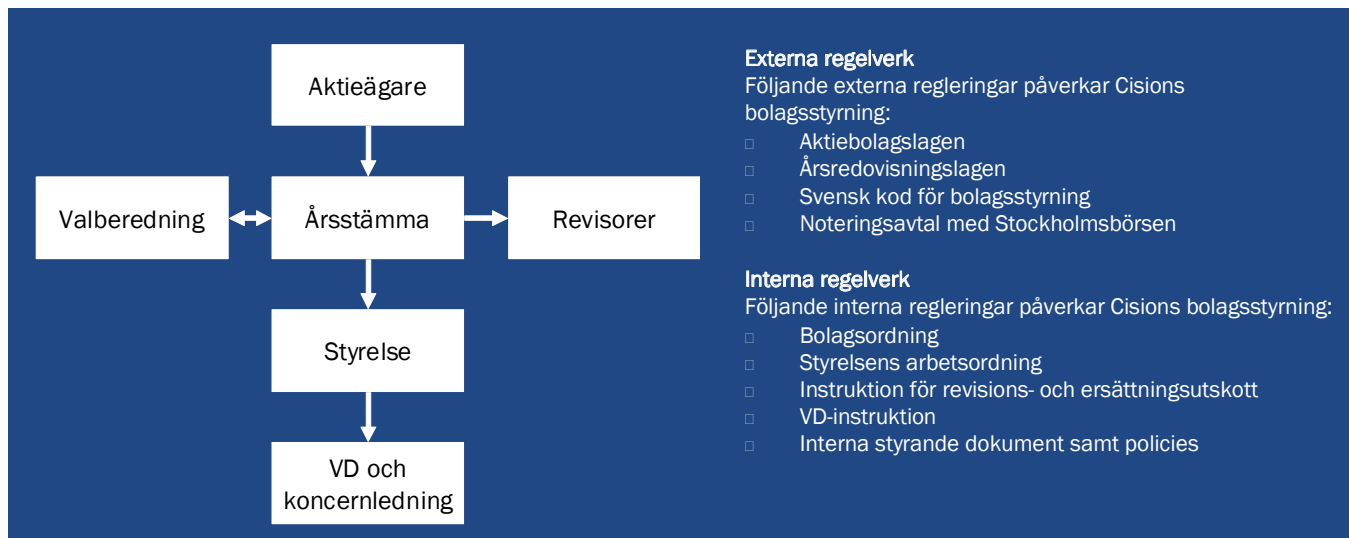 Aktieägare
Valberedning
Årsstämma
Revisorer
Styrelse
VD och
koncernledning
Externa regelverk
Följande externa regleringar påverkar Cisions
bolagsstyrning:
Aktiebolagslagen
Årsredovisningslagen
Svensk kod för bolagsstyrning
Noteringsavtal med Stockholmsbörsen
Interna regelverk
Följande interna regleringar påverkar Cisions bolagsstyrning:
Bolagsordning
Styrelsens arbetsordning
Instruktion för revisions- och ersättningsutskott
VD-instruktion
Interna styrande dokument samt policies